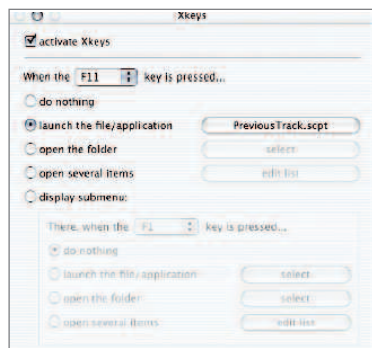 Xkeys
activate Xkeys
When the F11 key is pressed...
do nothing
launch the file/application PreviousTrack.scpt
open the folder select
open several items edit list
display submenu:
There, when the F1 key is pressed...
do nothing
launch the file/application select
open the folder select
open several items edit list